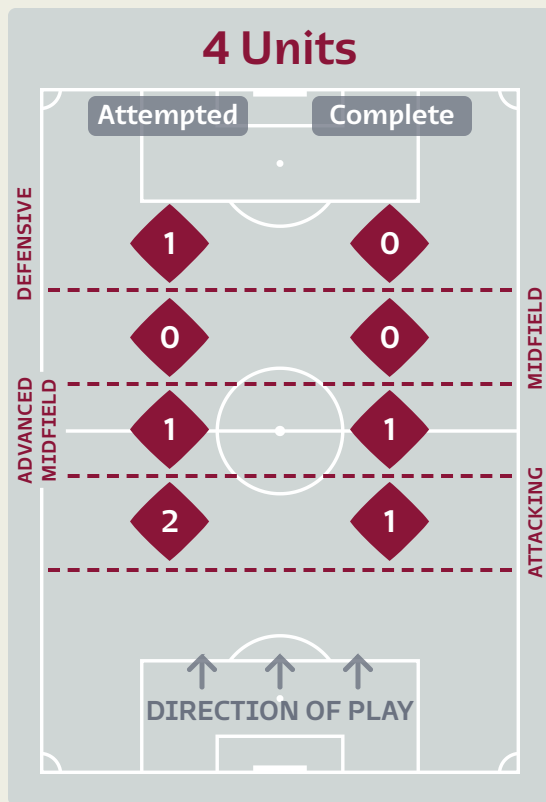 4 Units
Attempted Complete
DEFENSIVE
1 0
MIDFIELD
0 0
ADVANCED
MIDFIELD
1 1
ATTACKING
2 1
DIRECTION OF PLAY